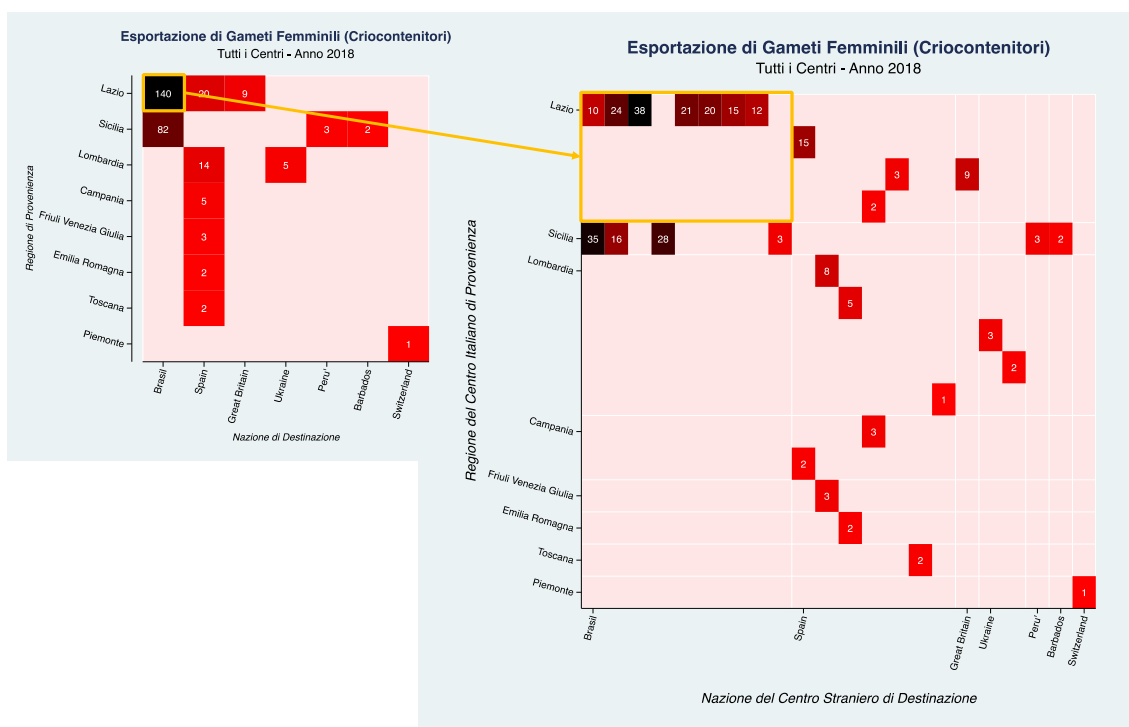 Esportazione di Gameti Femminili (Criocontenitori)
Tutti i Centri - Anno 2018
Regione di Provenienza
Lazio 140 20 9
Sicilia 82 3 2
Lombardia 14 5
Campania 5
Friuli Venezia Giulia 3
Emilia Romagna 2
Toscana 2
Piemonte 1
Brasil Spain Great Britain Ukraine Peru' Barbados Switzerland
Nazione di Destinazione
Esportazione di Gameti Femminili (Criocontenitori)
Tutti i Centri - Anno 2018
Regione del Centro Italiano di Provenienza
Lazio 10 24 38 21 20 15 12
15
3 9
2
Sicilia 35 16 28 3 3 2
Lombardia 8
5
3
2
1
Campania 3
2
Friuli Venezia Giulia 3
Emilia Romagna 2
Toscana 2
Piemonte 1
Brasil Spain Great Britain Ukraine Peru' Barbados Switzerland
Nazione del Centro Straniero di Destinazione